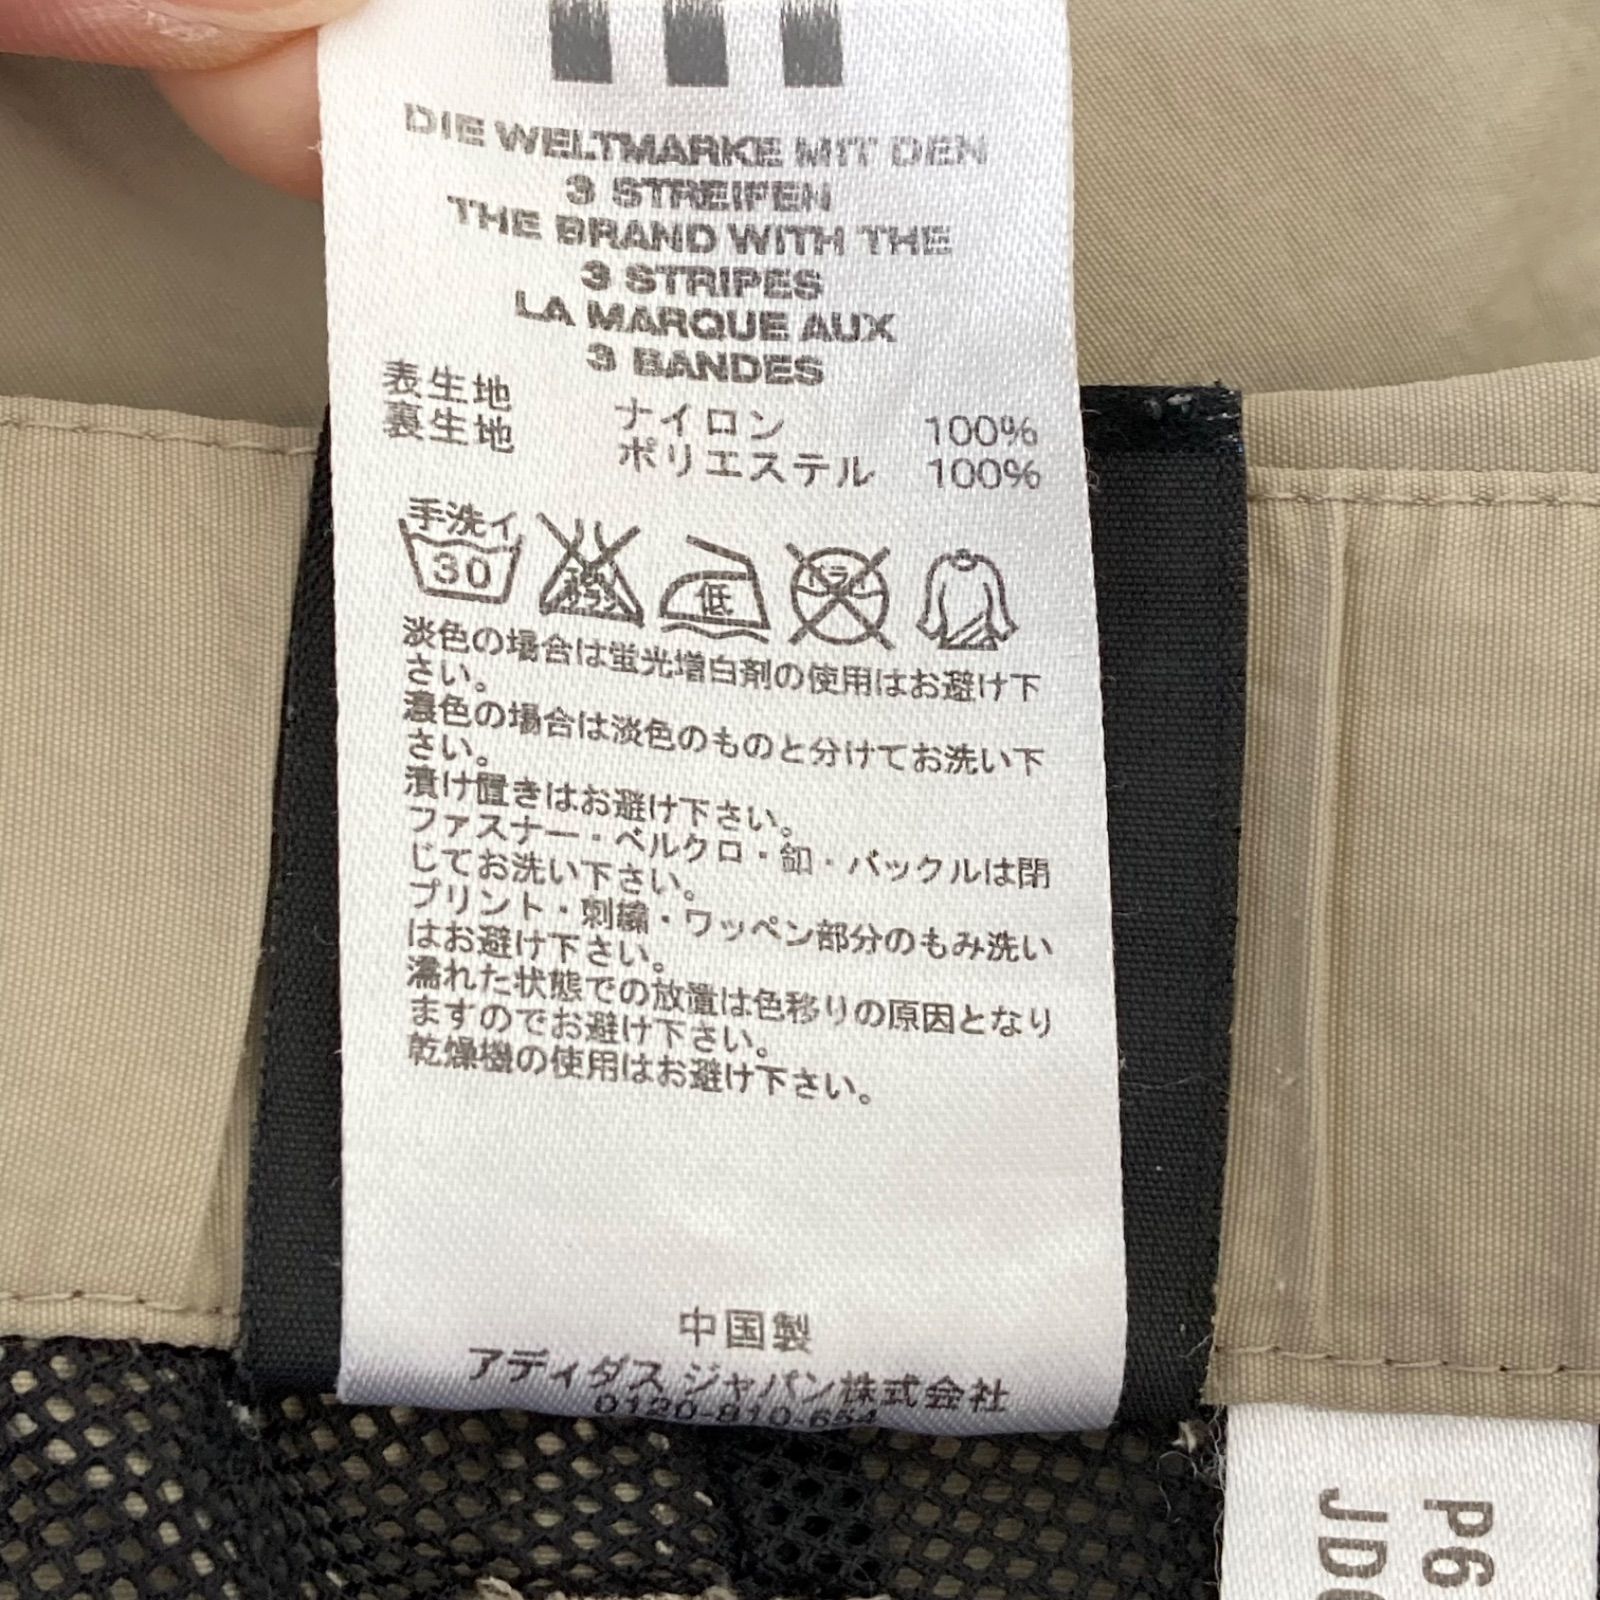 DIE WELTMARKE MIT DEN
3 STREIFEN
THE BRAND WITH THE
3 STRIPES
LA MARQUE AUX
3 BANDES
表生地 ナイロン 100%
裏生地 ポリエステル 100%
手洗イ
30
エンソ
サラシ
低
ドライ
淡色の場合は蛍光増白剤の使用はお避け下
さい。
濃色の場合は淡色のものと分けてお洗い下
さい。
漬け置きはお避け下さい。
ファスナー・ベルクロ・釦・バックルは閉
じてお洗い下さい。
プリント・刺繍・ワッペン部分のもみ洗い
はお避け下さい。
濡れた状態での放置は色移りの原因となり
ますのでお避け下さい。
乾燥機の使用はお避け下さい。
中国製
アディダス ジャパン株式会社
0120-810-654
P6